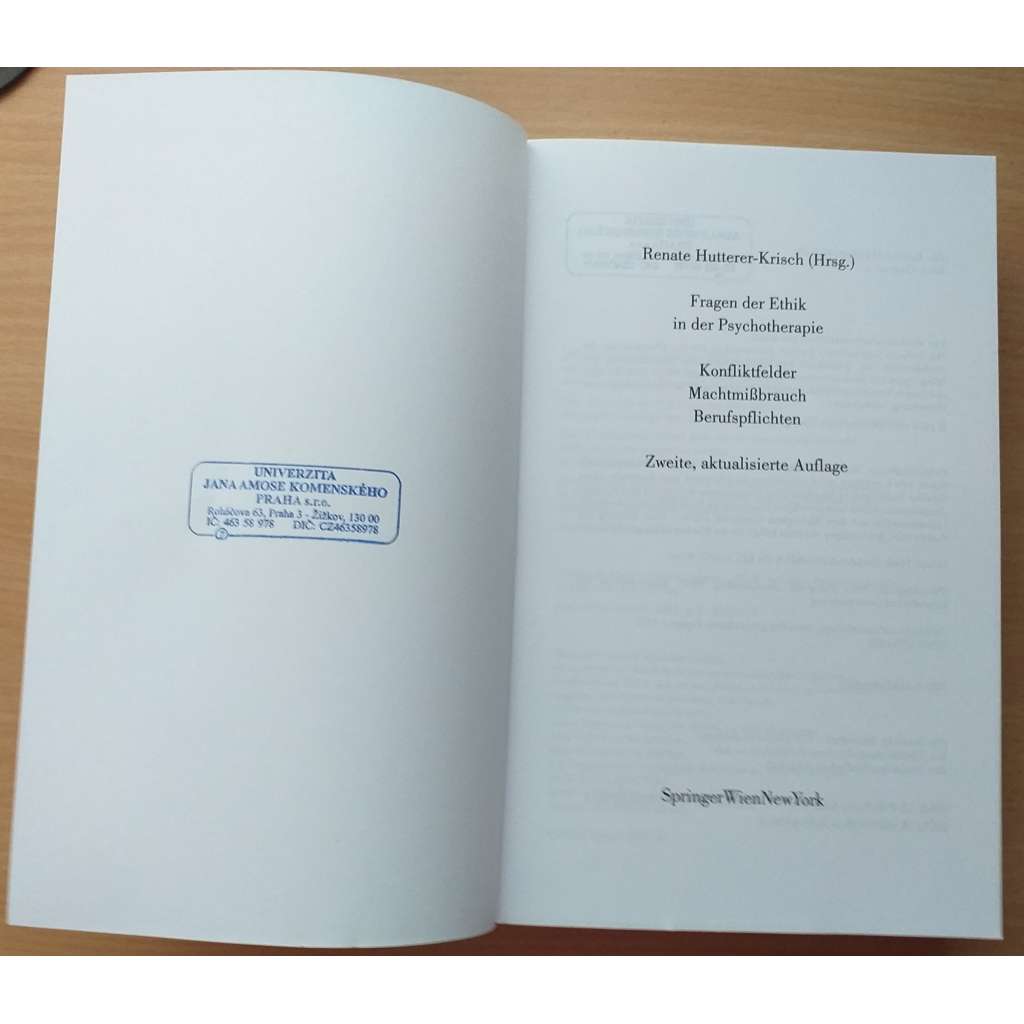 UNIVERZITA
JANA AMOSE KOMENSKÉHO
PRAHA s.r.o.
Roháčova 63, Praha 3 - Žižkov, 130 00
IČ: 463 58 978 DIČ: CZ46358978
2
Renate Hutterer-Krisch (Hrsg.)
Fragen der Ethik
in der Psychotherapie
Konfliktfelder
Machtmißbrauch
Berufspflichten
Zweite, aktualisierte Auflage
SpringerWienNewYork